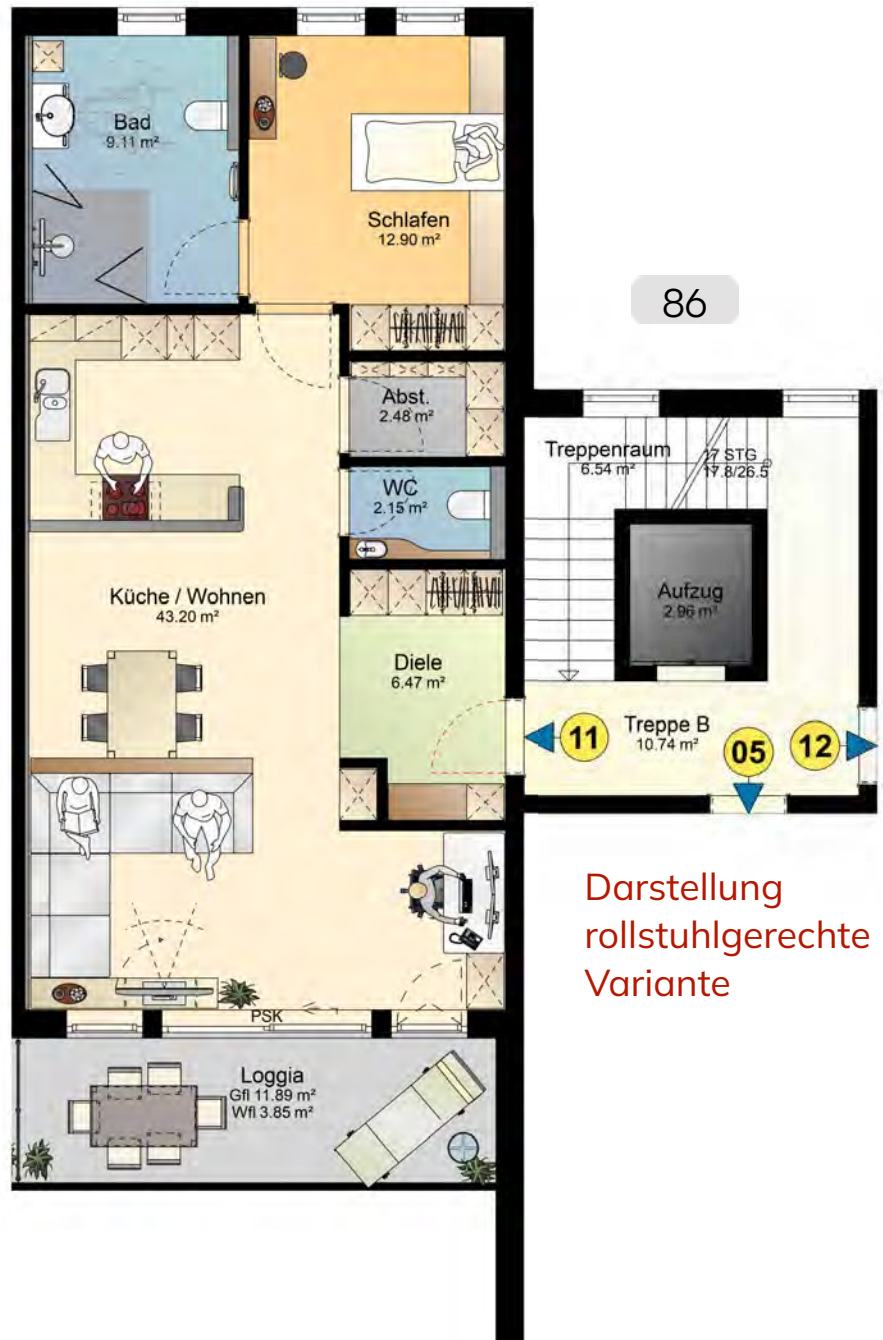 Bad
9.11 m²
Schlafen
12.90 m²
86
Abst.
2.48 m²
Treppenraum
6.54 m²
17 STG
17.8/26.5
WC
2.15 m²
Aufzug
2.96 m²
Küche / Wohnen
43.20 m²
Diele
6.47 m²
Treppe B
10.74 m²
11
05
12
Darstellung
rollstuhlgerechte
Variante
PSK
Loggia
Gfl 11.89 m²
Wfl 3.85 m²